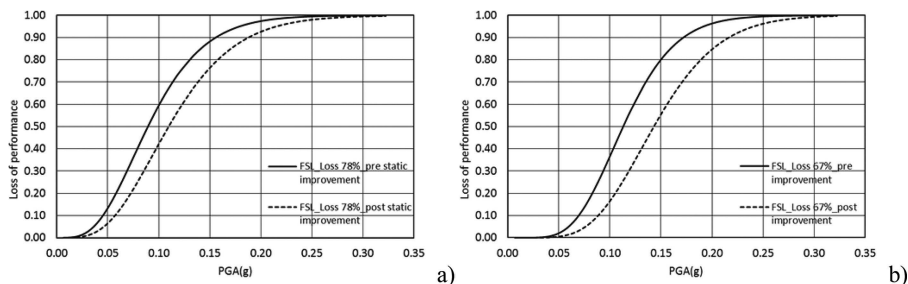 1.00
0.90
0.80
0.70
0.60
0.50
0.40
0.30
0.20
0.10
0.00
Loss of performance
FSL_Loss 78%_pre static
improvement
FSL_Loss 78%_post static
improvement
0.00 0.05 0.10 0.15 0.20 0.25 0.30 0.35
PGA(g)
a)
1.00
0.90
0.80
0.70
0.60
0.50
0.40
0.30
0.20
0.10
0.00
Loss of performance
FSL_Loss 67%_pre
improvement
FSL_Loss 67%_post
improvement
0.00 0.05 0.10 0.15 0.20 0.25 0.30 0.35
PGA(g)
b)